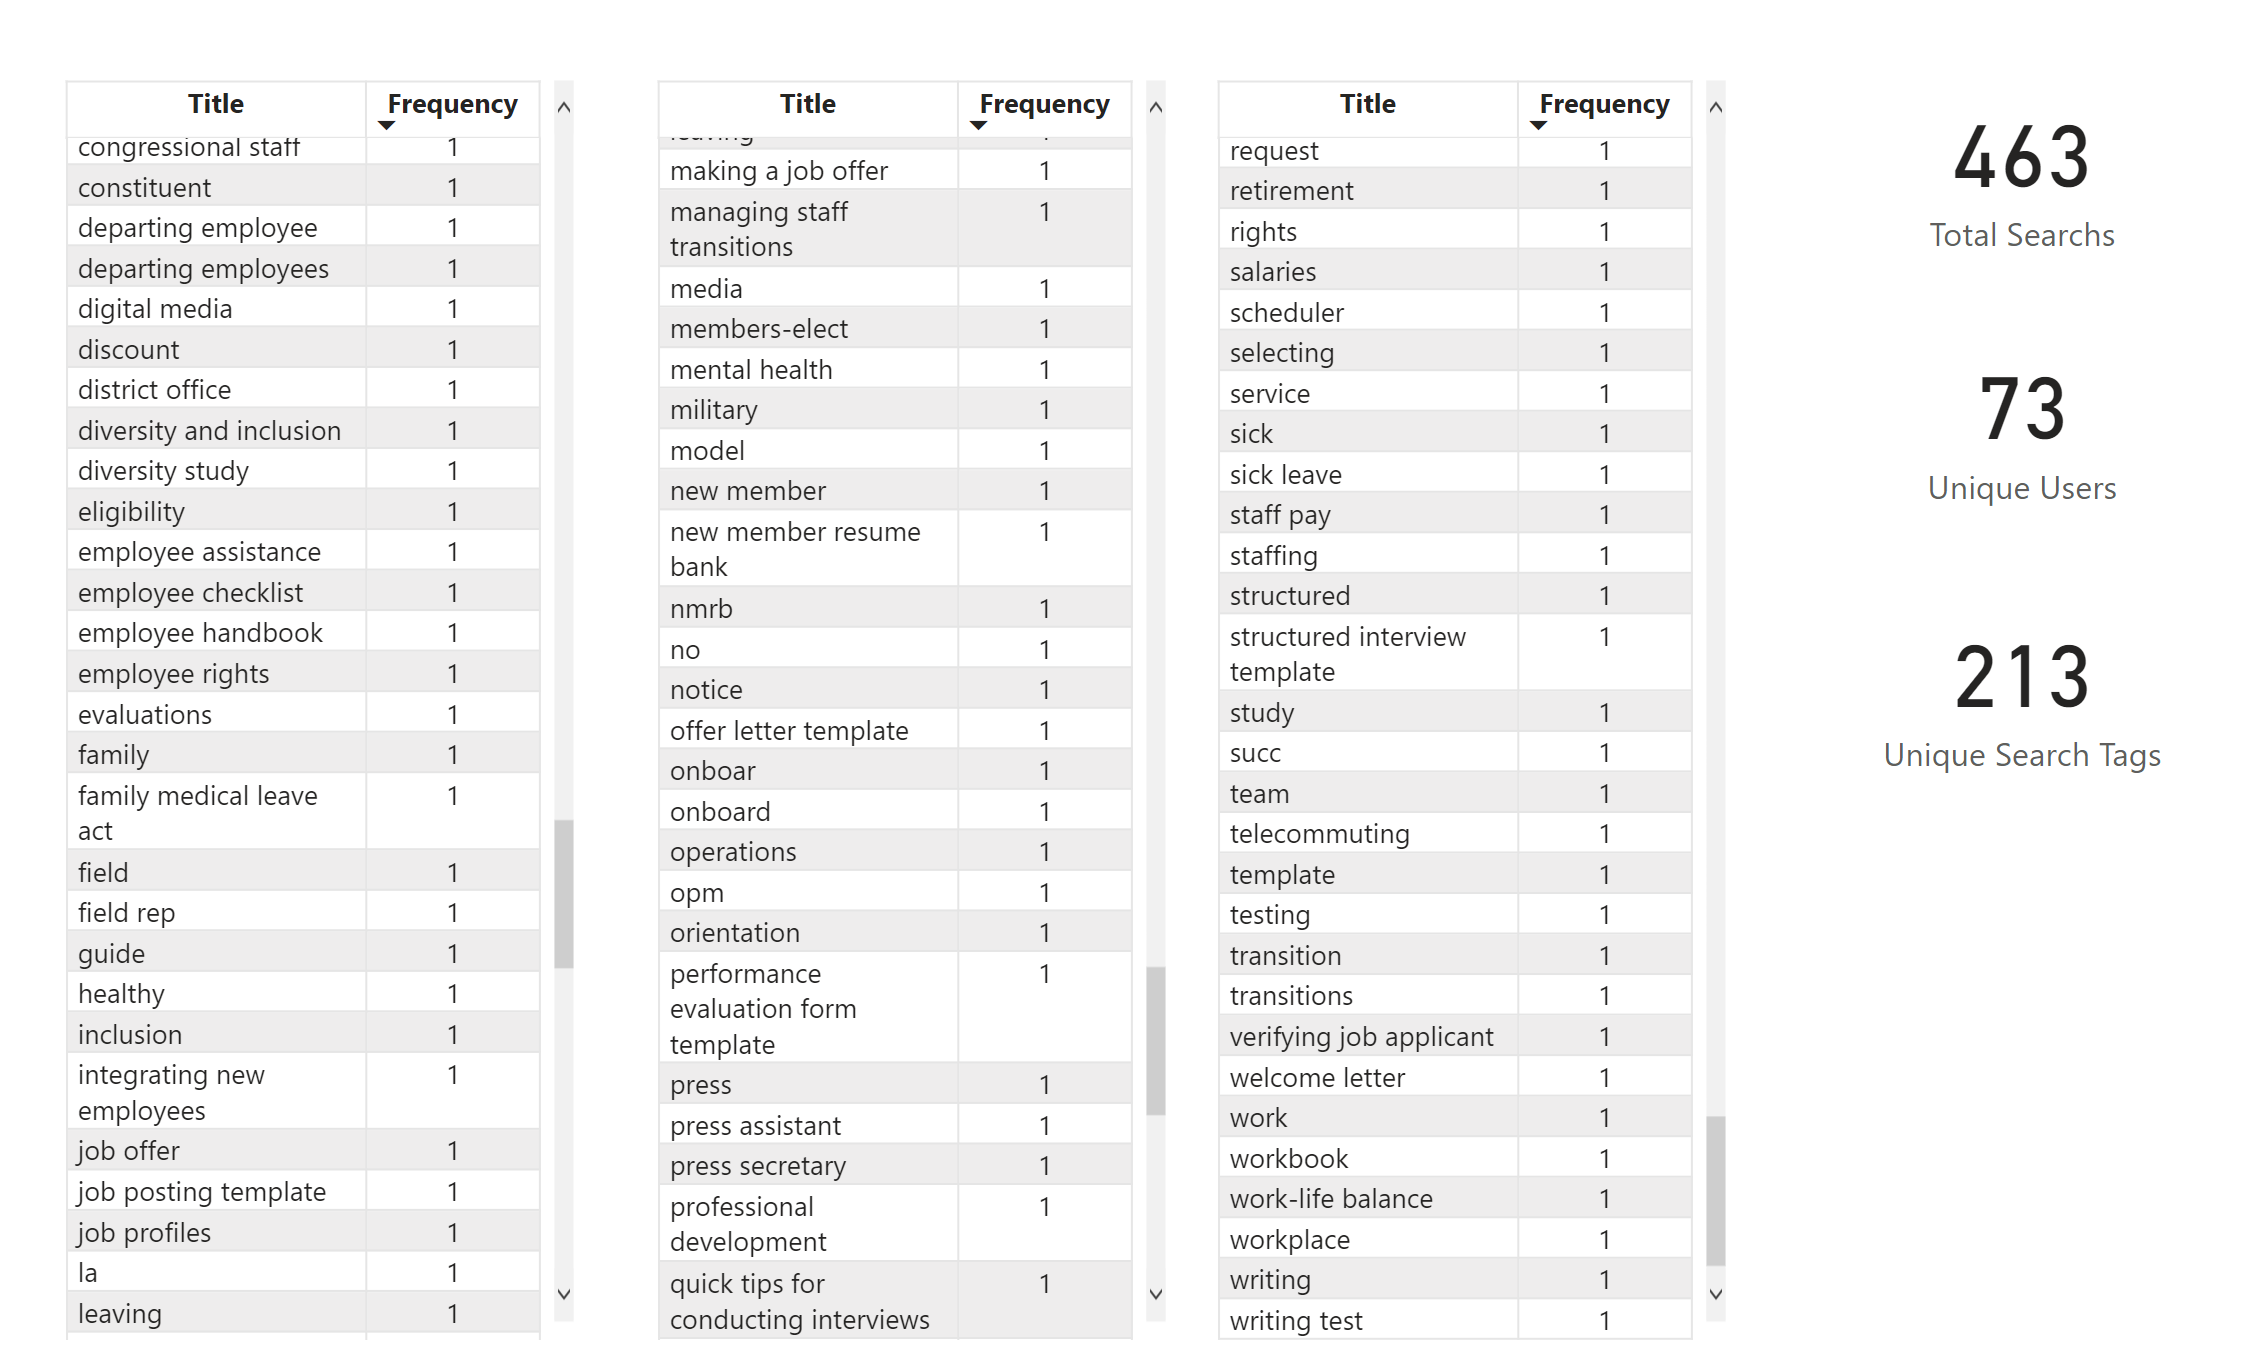 Title Frequency
congressional staff 1
constituent 1
departing employee 1
departing employees 1
digital media 1
discount 1
district office 1
diversity and inclusion 1
diversity study 1
eligibility 1
employee assistance 1
employee checklist 1
employee handbook 1
employee rights 1
evaluations 1
family 1
family medical leave 1
act
field 1
field rep 1
guide 1
healthy 1
inclusion 1
integrating new 1
employees
job offer 1
job posting template 1
job profiles 1
la 1
leaving 1
Title Frequency
leaving 1
making a job offer 1
managing staff 1
transitions
media 1
members-elect 1
mental health 1
military 1
model 1
new member 1
new member resume 1
bank
nmrb 1
no 1
notice 1
offer letter template 1
onboar 1
onboard 1
operations 1
opm 1
orientation 1
performance 1
evaluation form
template
press 1
press assistant 1
press secretary 1
professional 1
development
quick tips for 1
conducting interviews
Title Frequency
request 1
retirement 1
rights 1
salaries 1
scheduler 1
selecting 1
service 1
sick 1
sick leave 1
staff pay 1
staffing 1
structured 1
structured interview 1
template
study 1
succ 1
team 1
telecommuting 1
template 1
testing 1
transition 1
transitions 1
verifying job applicant 1
welcome letter 1
work 1
workbook 1
work-life balance 1
workplace 1
writing 1
writing test 1
463
Total Searchs
73
Unique Users
213
Unique Search Tags